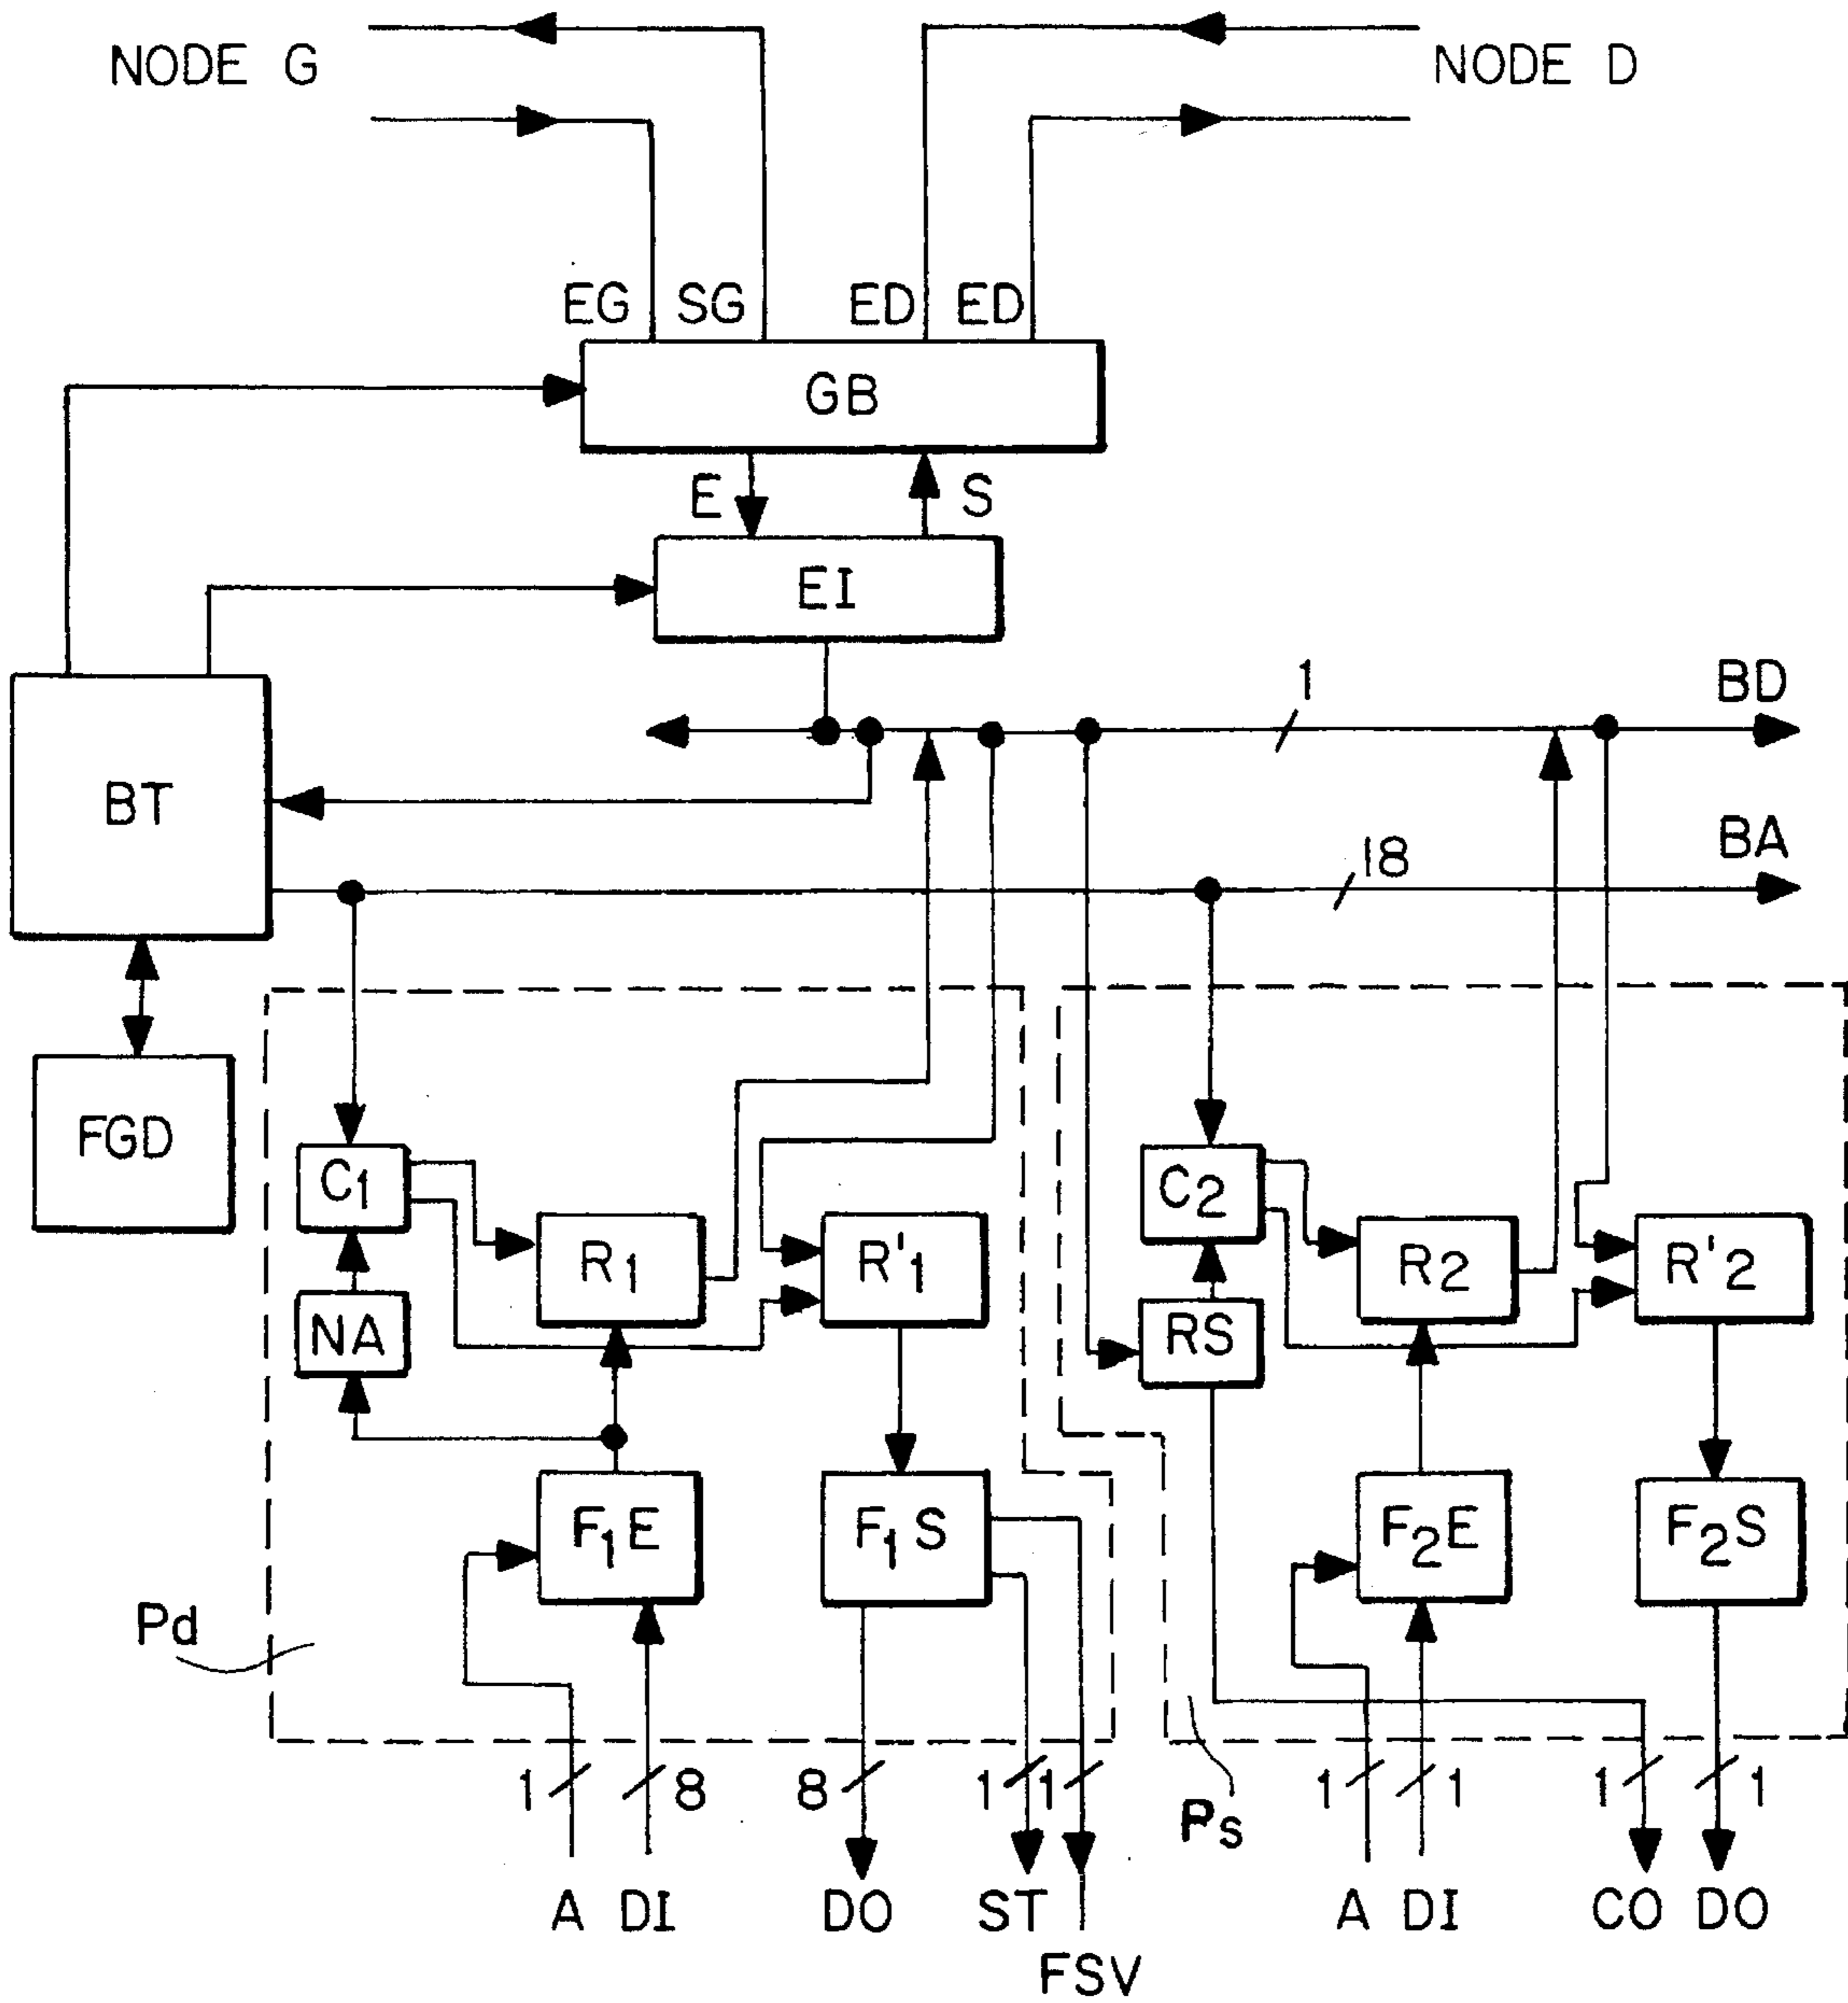 NODE G
NODE D
EG SG ED ED
GB
E S
EI
1 BD
BT
18 BA
FGD
C1
C2
R1
R'1
R2
R'2
NA
RS
F1E
F1S
F2E
F2S
Pd
1 8 8 1 1
Ps
1 1 1 1
A DI DO ST
A DI CO DO
FSV